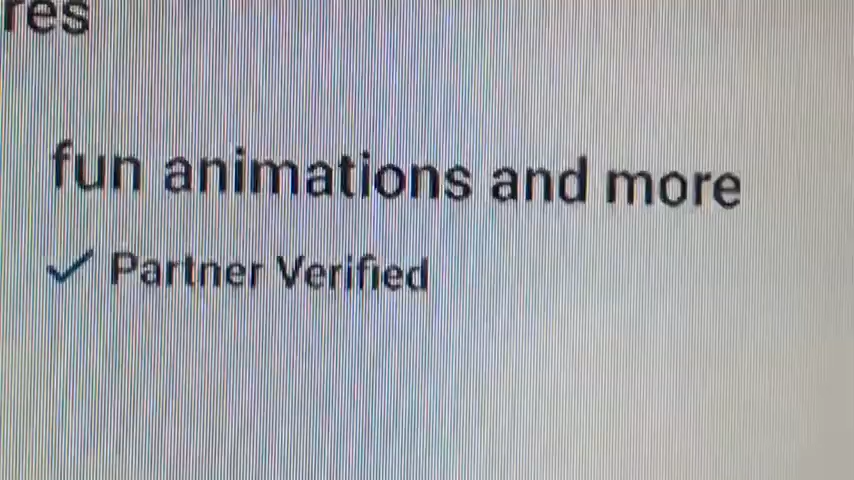 res
fun animations and more
Partner Verified